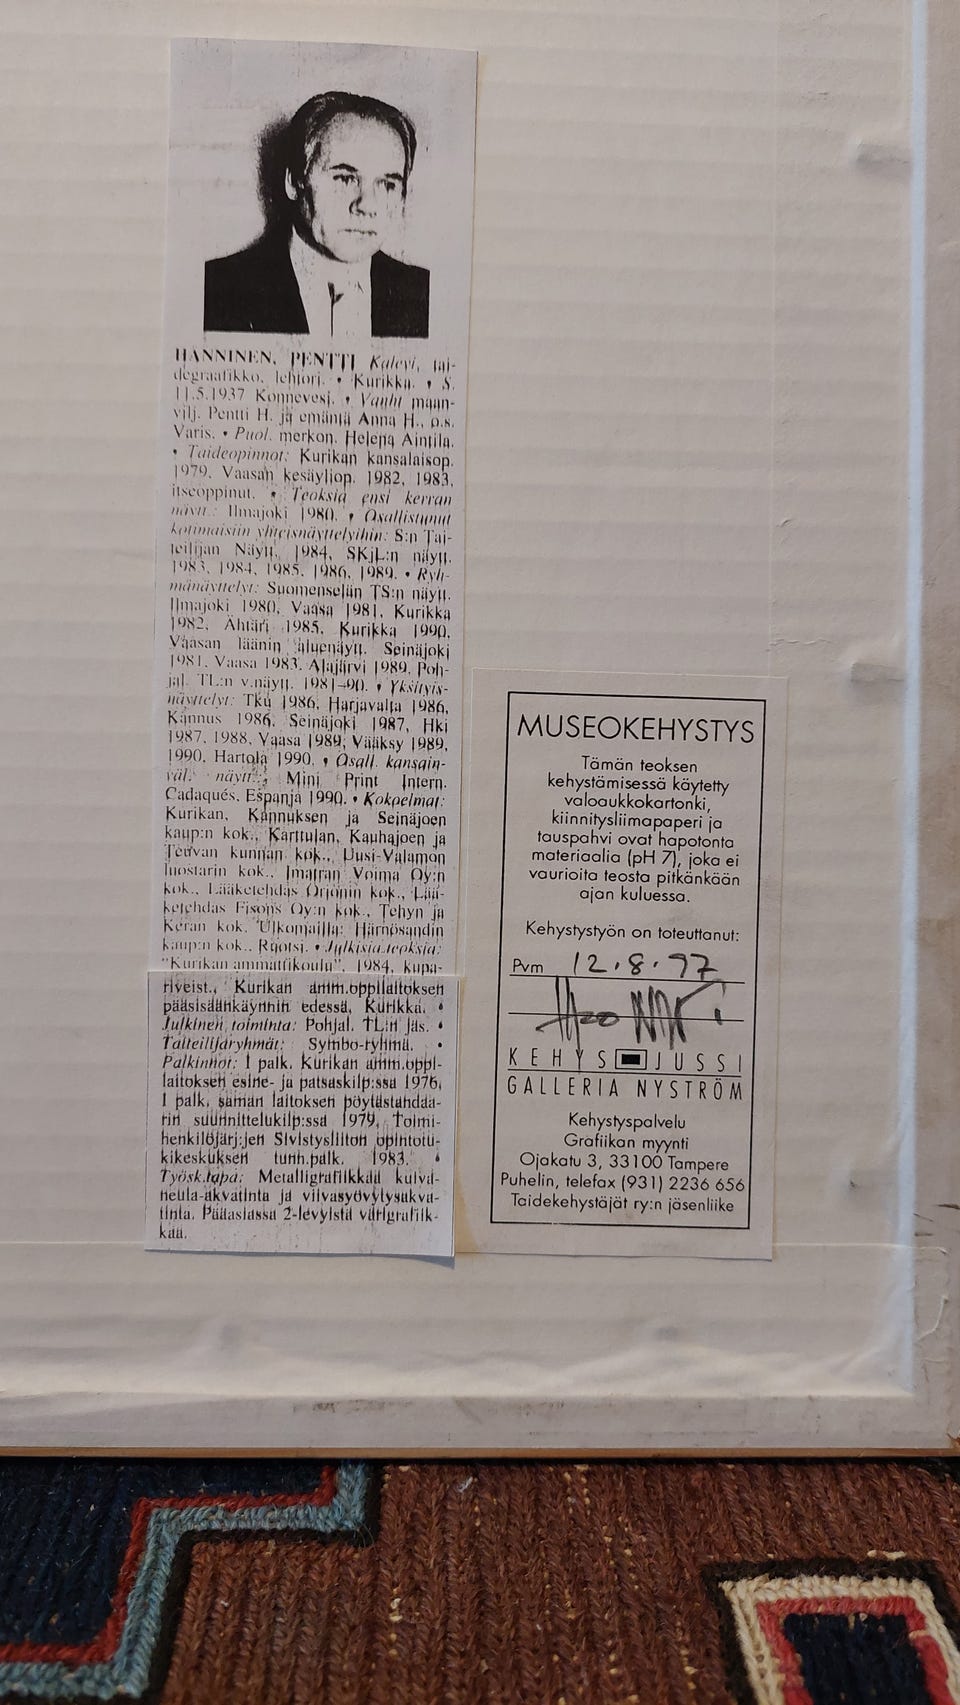 HÄNNINEN, PENTTI Kalevi, tai-
degraafikko, lehtori. • Kurikka. • S.
11.5.1937 Konnevesi. • Vanht maan-
vilj. Pentti H. ja emäntä Anna H., o.s.
Varis. • Puol. merkon. Helena Aintila.
• Taideopinnot: Kurikan kansalaisop.
1979, Vaasan kesäyliop. 1982, 1983,
itseoppinut. • Teoksia ensi kerran
näytt.: Ilmajoki 1980. • Osallistunut
kotimaisiin yhteisnäyttelyihin: S:n Tai-
teilijan Näytt. 1984, SKjL:n näytt.
1983, 1984, 1985, 1986, 1989. • Ryh-
mänäyttelyt: Suomenselän TS:n näytt.
Ilmajoki 1980, Vaasa 1981, Kurikka
1982, Ähtäri 1985, Kurikka 1990,
Vaasan läänin aluenäytt. Seinäjoki
1981, Vaasa 1983, Alajärvi 1989, Poh-
jal. TL:n v.näytt. 1981–90. • Yksityis-
näyttelyt: Tku 1986, Harjavalta 1986,
Kannus 1986, Seinäjoki 1987, Hki
1987, 1988, Vaasa 1989, Vääksy 1989,
1990, Hartola 1990. • Osall. kansain-
väl. näytt.: Mini Print Intern.
Cadaqués, Espanja 1990. • Kokoelmat:
Kurikan, Kannuksen ja Seinäjoen
kaup:n kok., Karttulan, Kauhajoen ja
Teuvan kunnan kok., Uusi-Valamon
luostarin kok., Imatran Voima Oy:n
kok., Lääketehdas Orionin kok., Lää-
ketehdas Fisons Oy:n kok., Tehyn ja
Keran kok. Ulkomailla: Härnösandin
kaup:n kok., Ruotsi. • Julkisia teoksia:
"Kurikan ammattikoulu", 1984, kupa-
riveist., Kurikan amm.oppilaitoksen
pääsisäänkäynnin edessä, Kurikka. •
Julkinen toiminta: Pohjal. TL:n jäs. •
Taiteilijaryhmät: Symbo-ryhmä. •
Palkinnot: I palk. Kurikan amm.oppi-
laitoksen esine- ja patsaskilp:ssa 1976,
I palk. saman laitoksen pöytästandaa-
rin suunnittelukilp:ssa 1979, Toimi-
henkilöjärj:jen Sivistysliiton opintotu-
kikeskuksen tunn.palk. 1983. •
Työsk.tapa: Metalligrafiikkaa kuiva-
neula-akvatinta ja viivasyövytysakva-
tinta. Pääasiassa 2-levyistä värigrafiik-
kaa.
MUSEOKEHYSTYS
Tämän teoksen
kehystämisessä käytetty
valoaukkokartonki,
kiinnitysliimapaperi ja
tauspahvi ovat hapotonta
materiaalia (pH 7), joka ei
vaurioita teosta pitkänkään
ajan kuluessa.
Kehystystyön on toteuttanut:
Pvm 12.8.97
KEHYS JUSSI
GALLERIA NYSTRÖM
Kehystyspalvelu
Grafiikan myynti
Ojakatu 3, 33100 Tampere
Puhelin, telefax (931) 2236 656
Taidekehystäjät ry:n jäsenliike